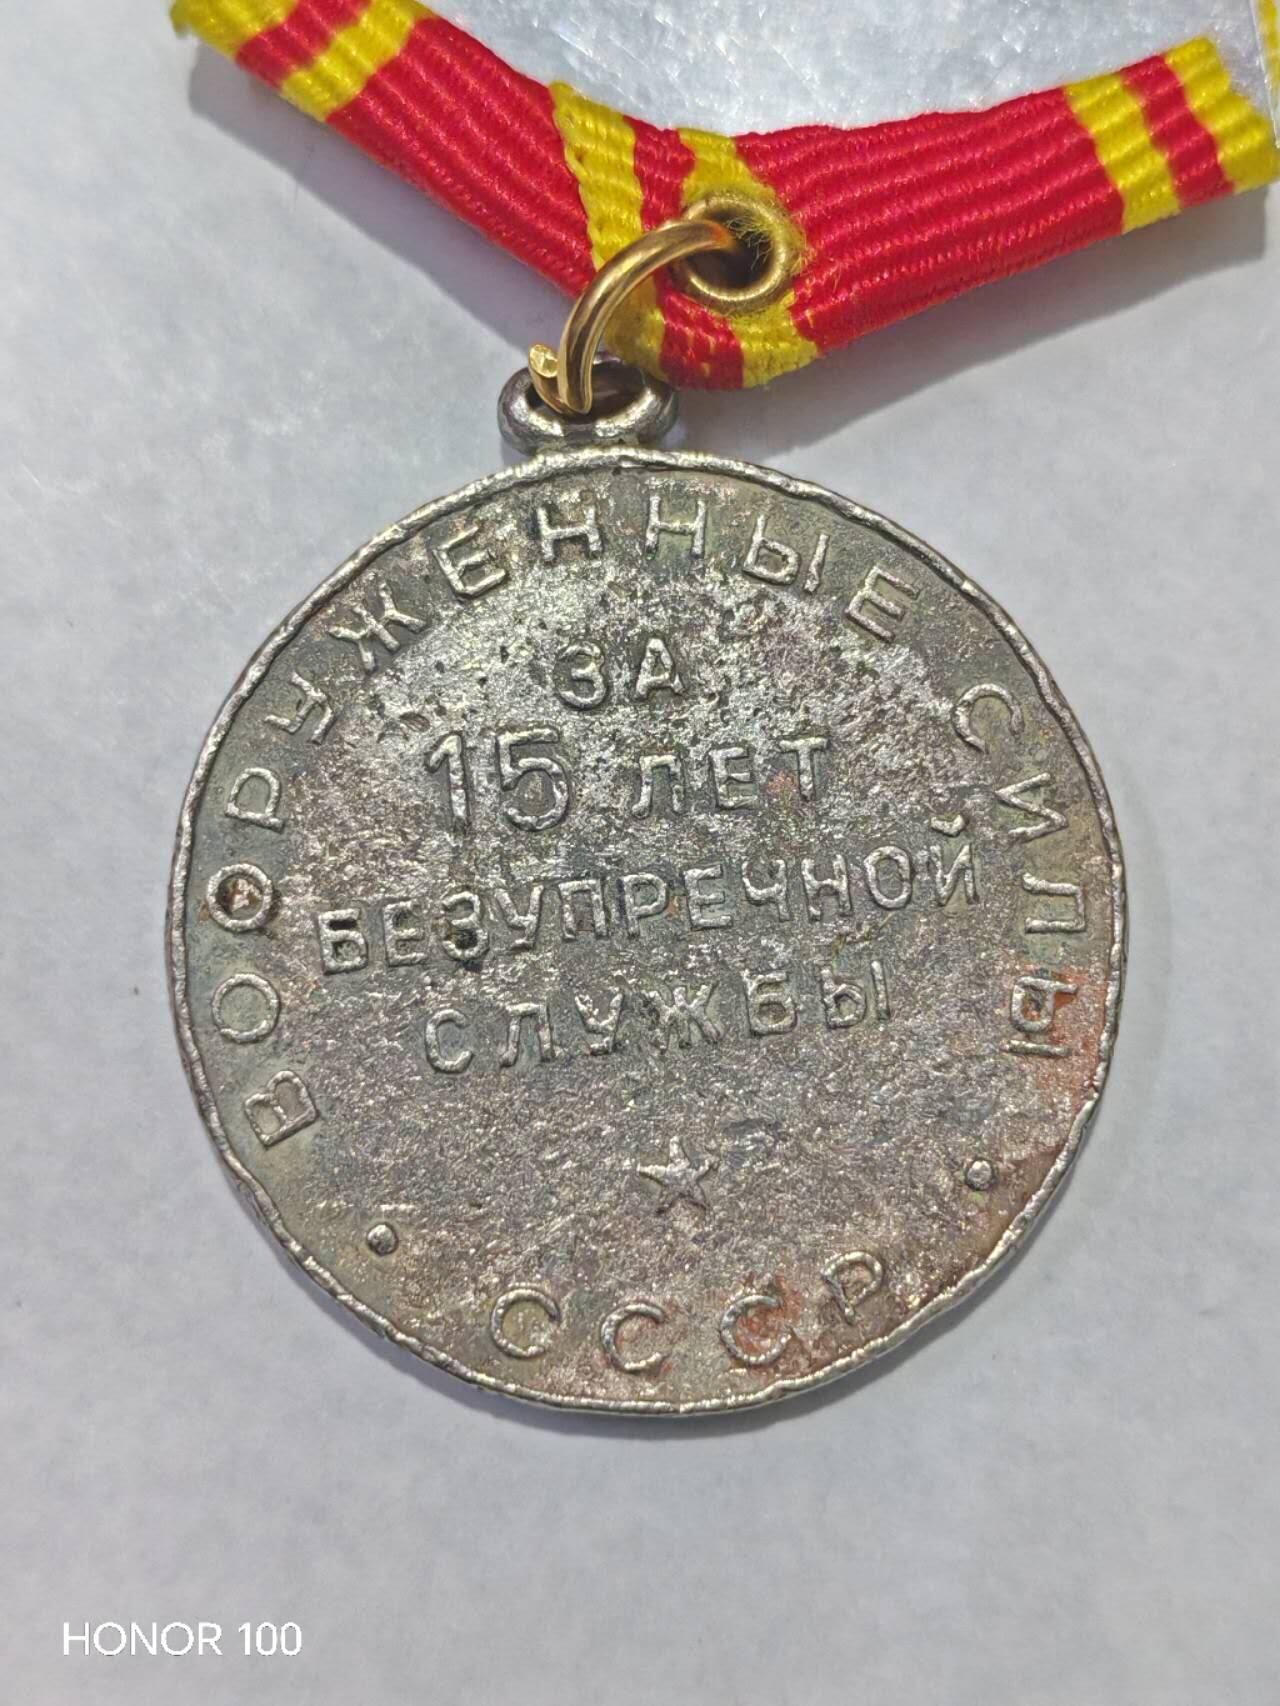 ВООРУЖЕННЫЕ СИЛЫ
ЗА
15 ЛЕТ
БЕЗУПРЕЧНОЙ
СЛУЖБЫ
СССР
HONOR 100